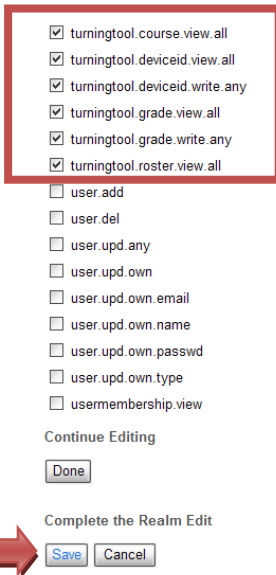 turningtool.course.view.all
turningtool.deviceid.view.all
turningtool.deviceid.write.any
turningtool.grade.view.all
turningtool.grade.write.any
turningtool.roster.view.all
user.add
user.del
user.upd.any
user.upd.own
user.upd.own.email
user.upd.own.name
user.upd.own.passwd
user.upd.own.type
usermembership.view
Continue Editing
Done
Complete the Realm Edit
Save Cancel